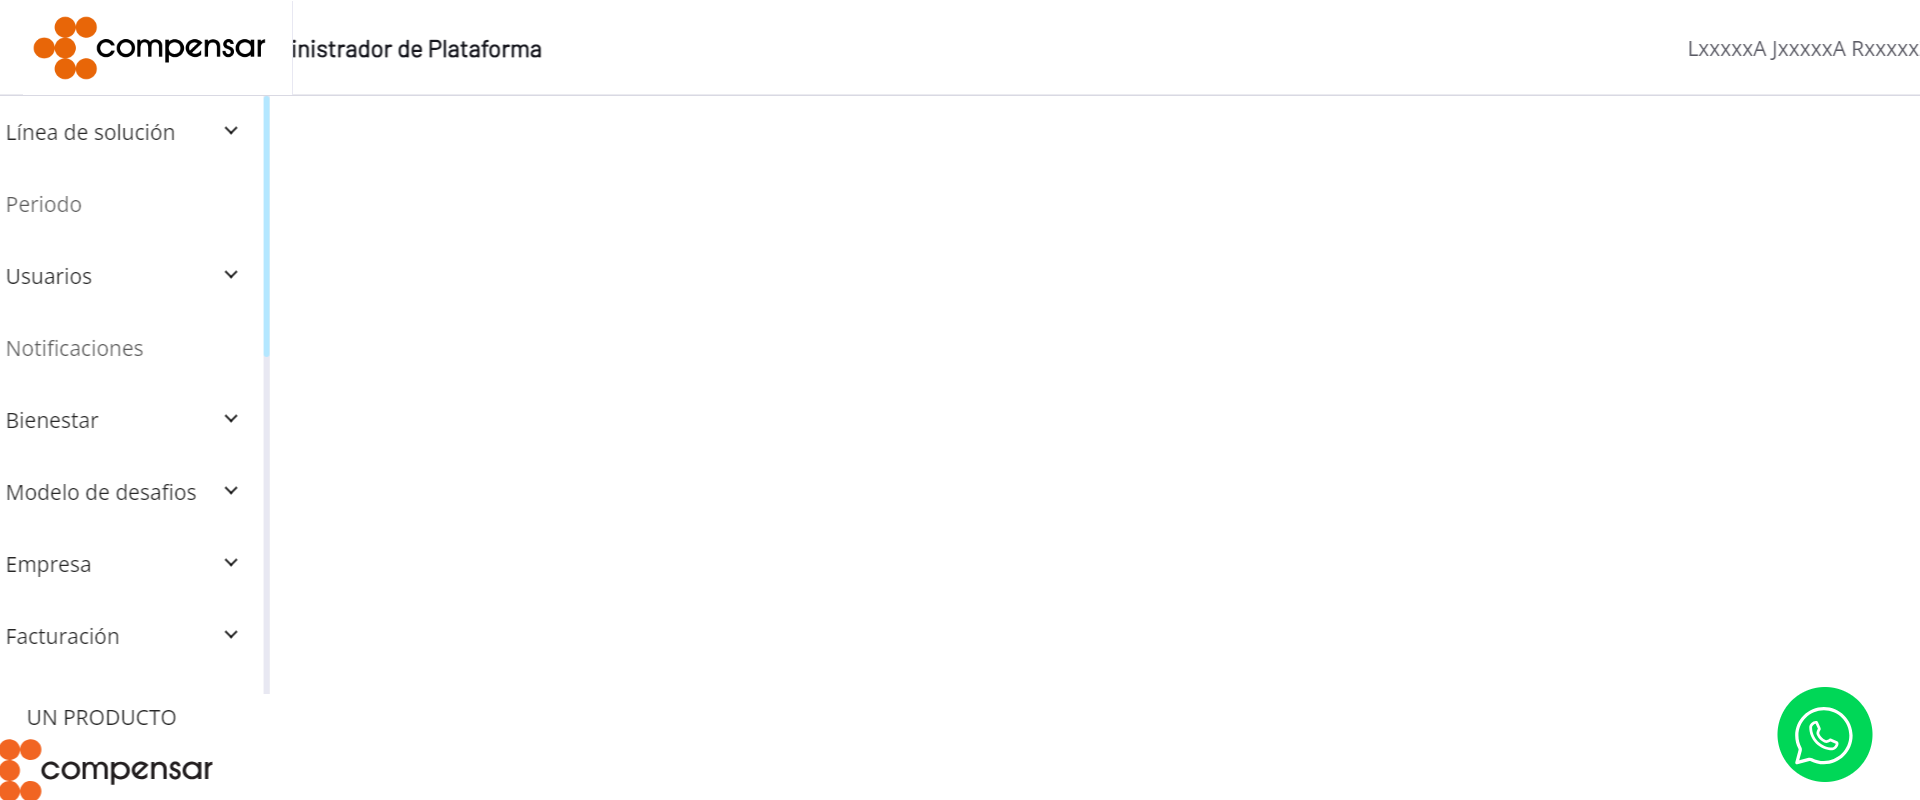 compensar
inistrador de Plataforma
LxxxxxA JxxxxxA Rxxxxx
Línea de solución
Periodo
Usuarios
Notificaciones
Bienestar
Modelo de desafios
Empresa
Facturación
UN PRODUCTO
compensar